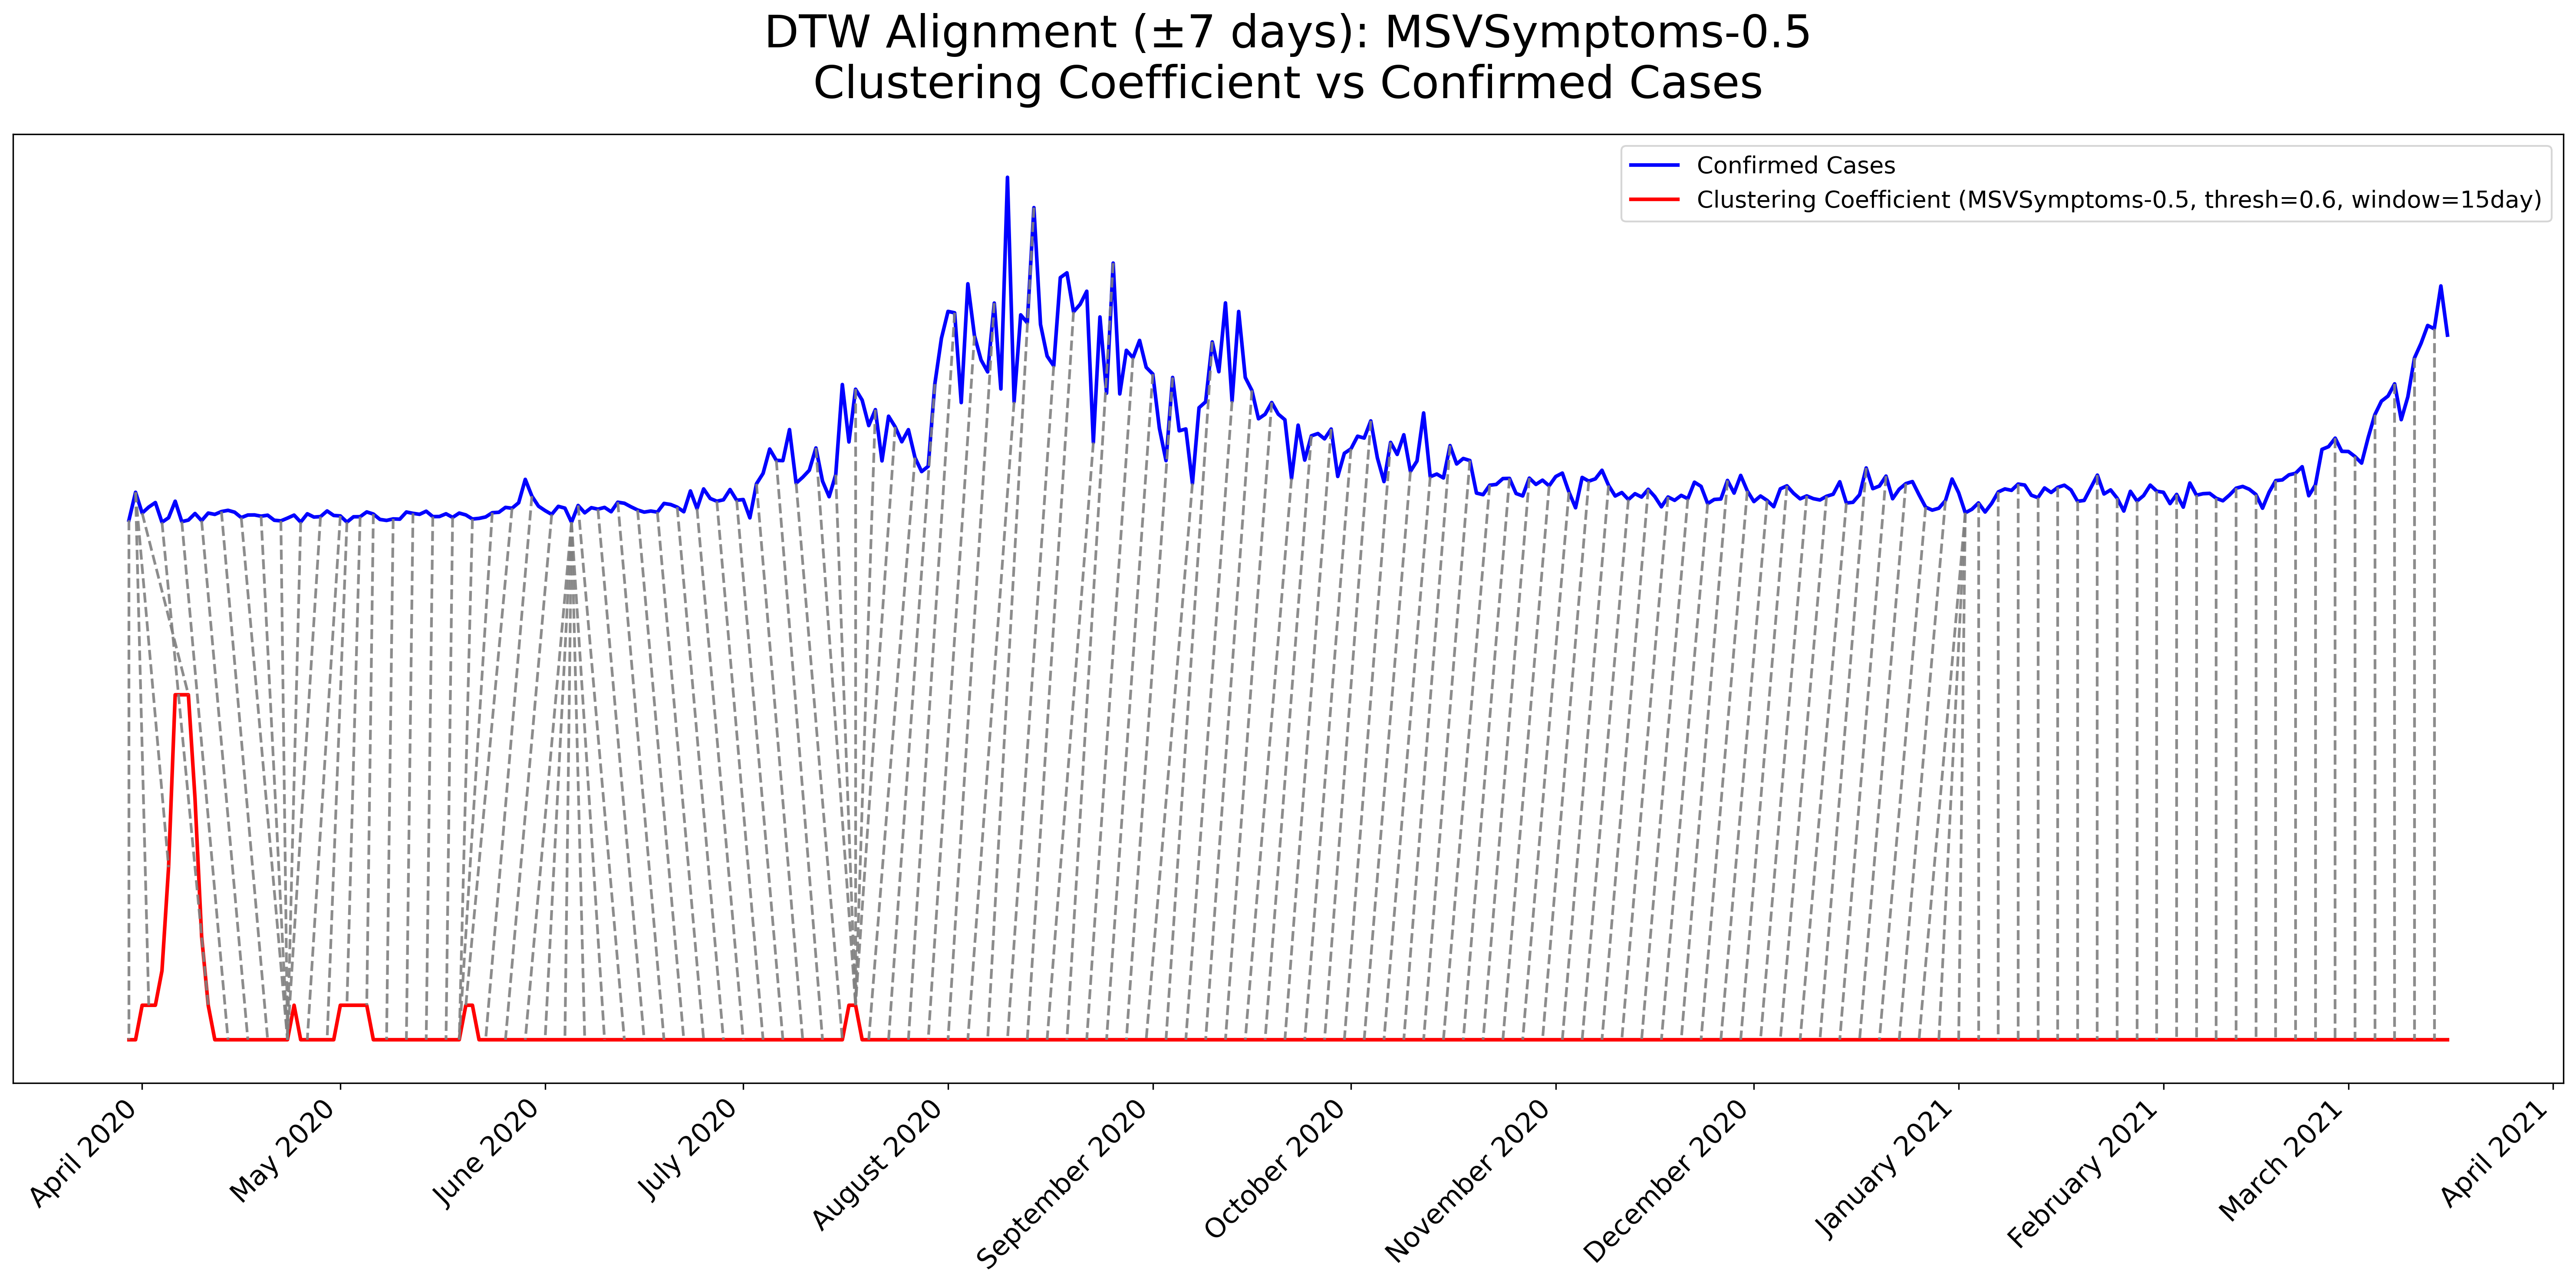 DTW Alignment (±7 days): MSVSymptoms-0.5
Clustering Coefficient vs Confirmed Cases
Confirmed Cases
Clustering Coefficient (MSVSymptoms-0.5, thresh=0.6, window=15day)
April 2020
May 2020
June 2020
July 2020
August 2020
September 2020
October 2020
November 2020
December 2020
January 2021
February 2021
March 2021
April 2021